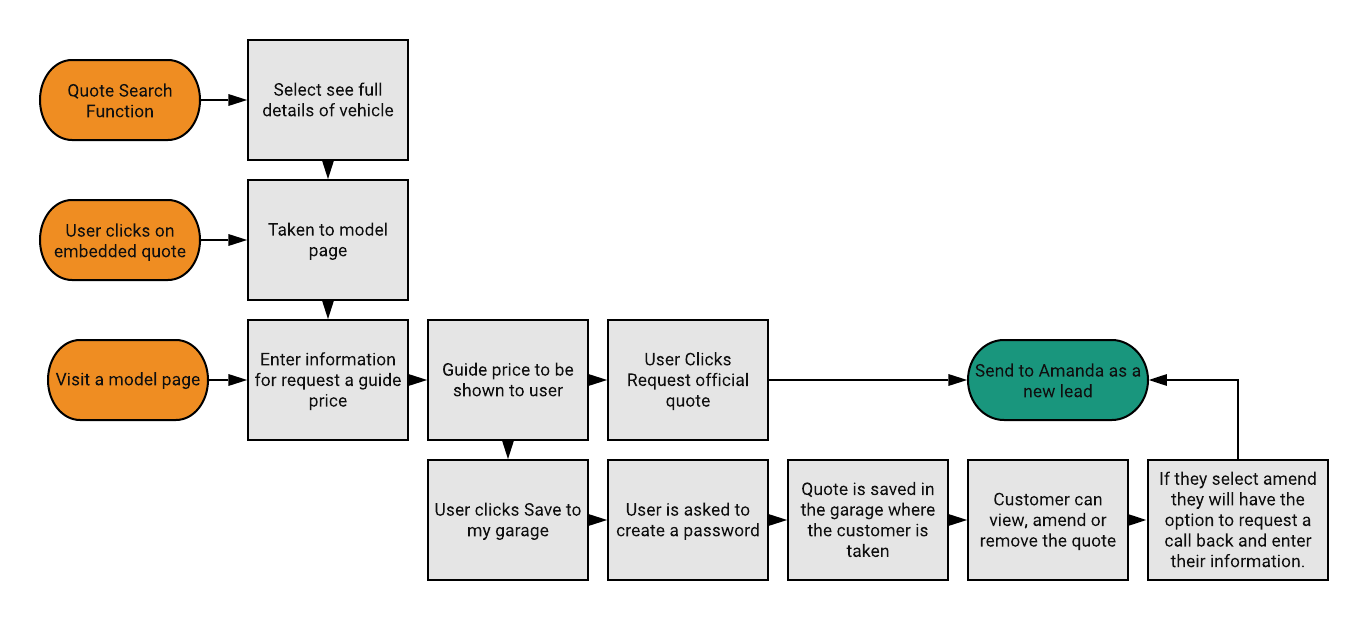 Quote Search
Function
Select see full
details of vehicle
User clicks on
embedded quote
Taken to model
page
Visit a model page
Enter information
for request a guide
price
Guide price to be
shown to user
User Clicks
Request official
quote
Send to Amanda as a
new lead
User clicks Save to
my garage
User is asked to
create a password
Quote is saved in
the garage where
the customer is
taken
Customer can
view, amend or
remove the quote
If they select amend
they will have the
option to request a
call back and enter
their information.